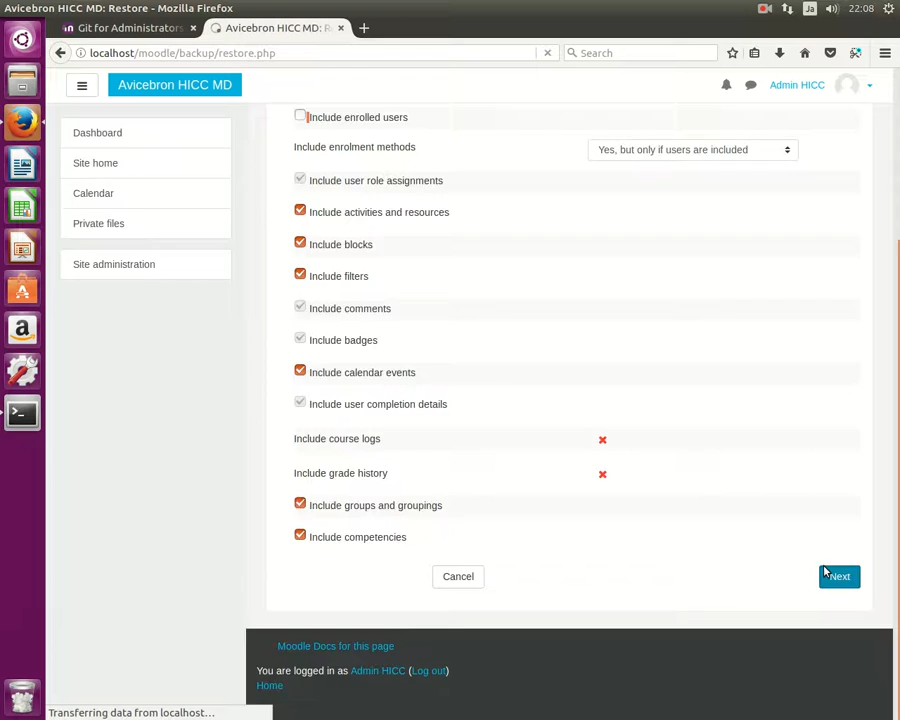 Avicebron HICC MD: Restore - Mozilla Firefox
Ja
22:08
Git for Administrators
Avicebron HICC MD: R
localhost/moodle/backup/restore.php
Search
Avicebron HICC MD
Admin HICC
Dashboard
Site home
Calendar
Private files
Site administration
Include enrolled users
Include enrolment methods
Yes, but only if users are included
Include user role assignments
Include activities and resources
Include blocks
Include filters
Include comments
Include badges
Include calendar events
Include user completion details
Include course logs
Include grade history
Include groups and groupings
Include competencies
Cancel
Next
Moodle Docs for this page
You are logged in as Admin HICC (Log out)
Home
Transferring data from localhost…